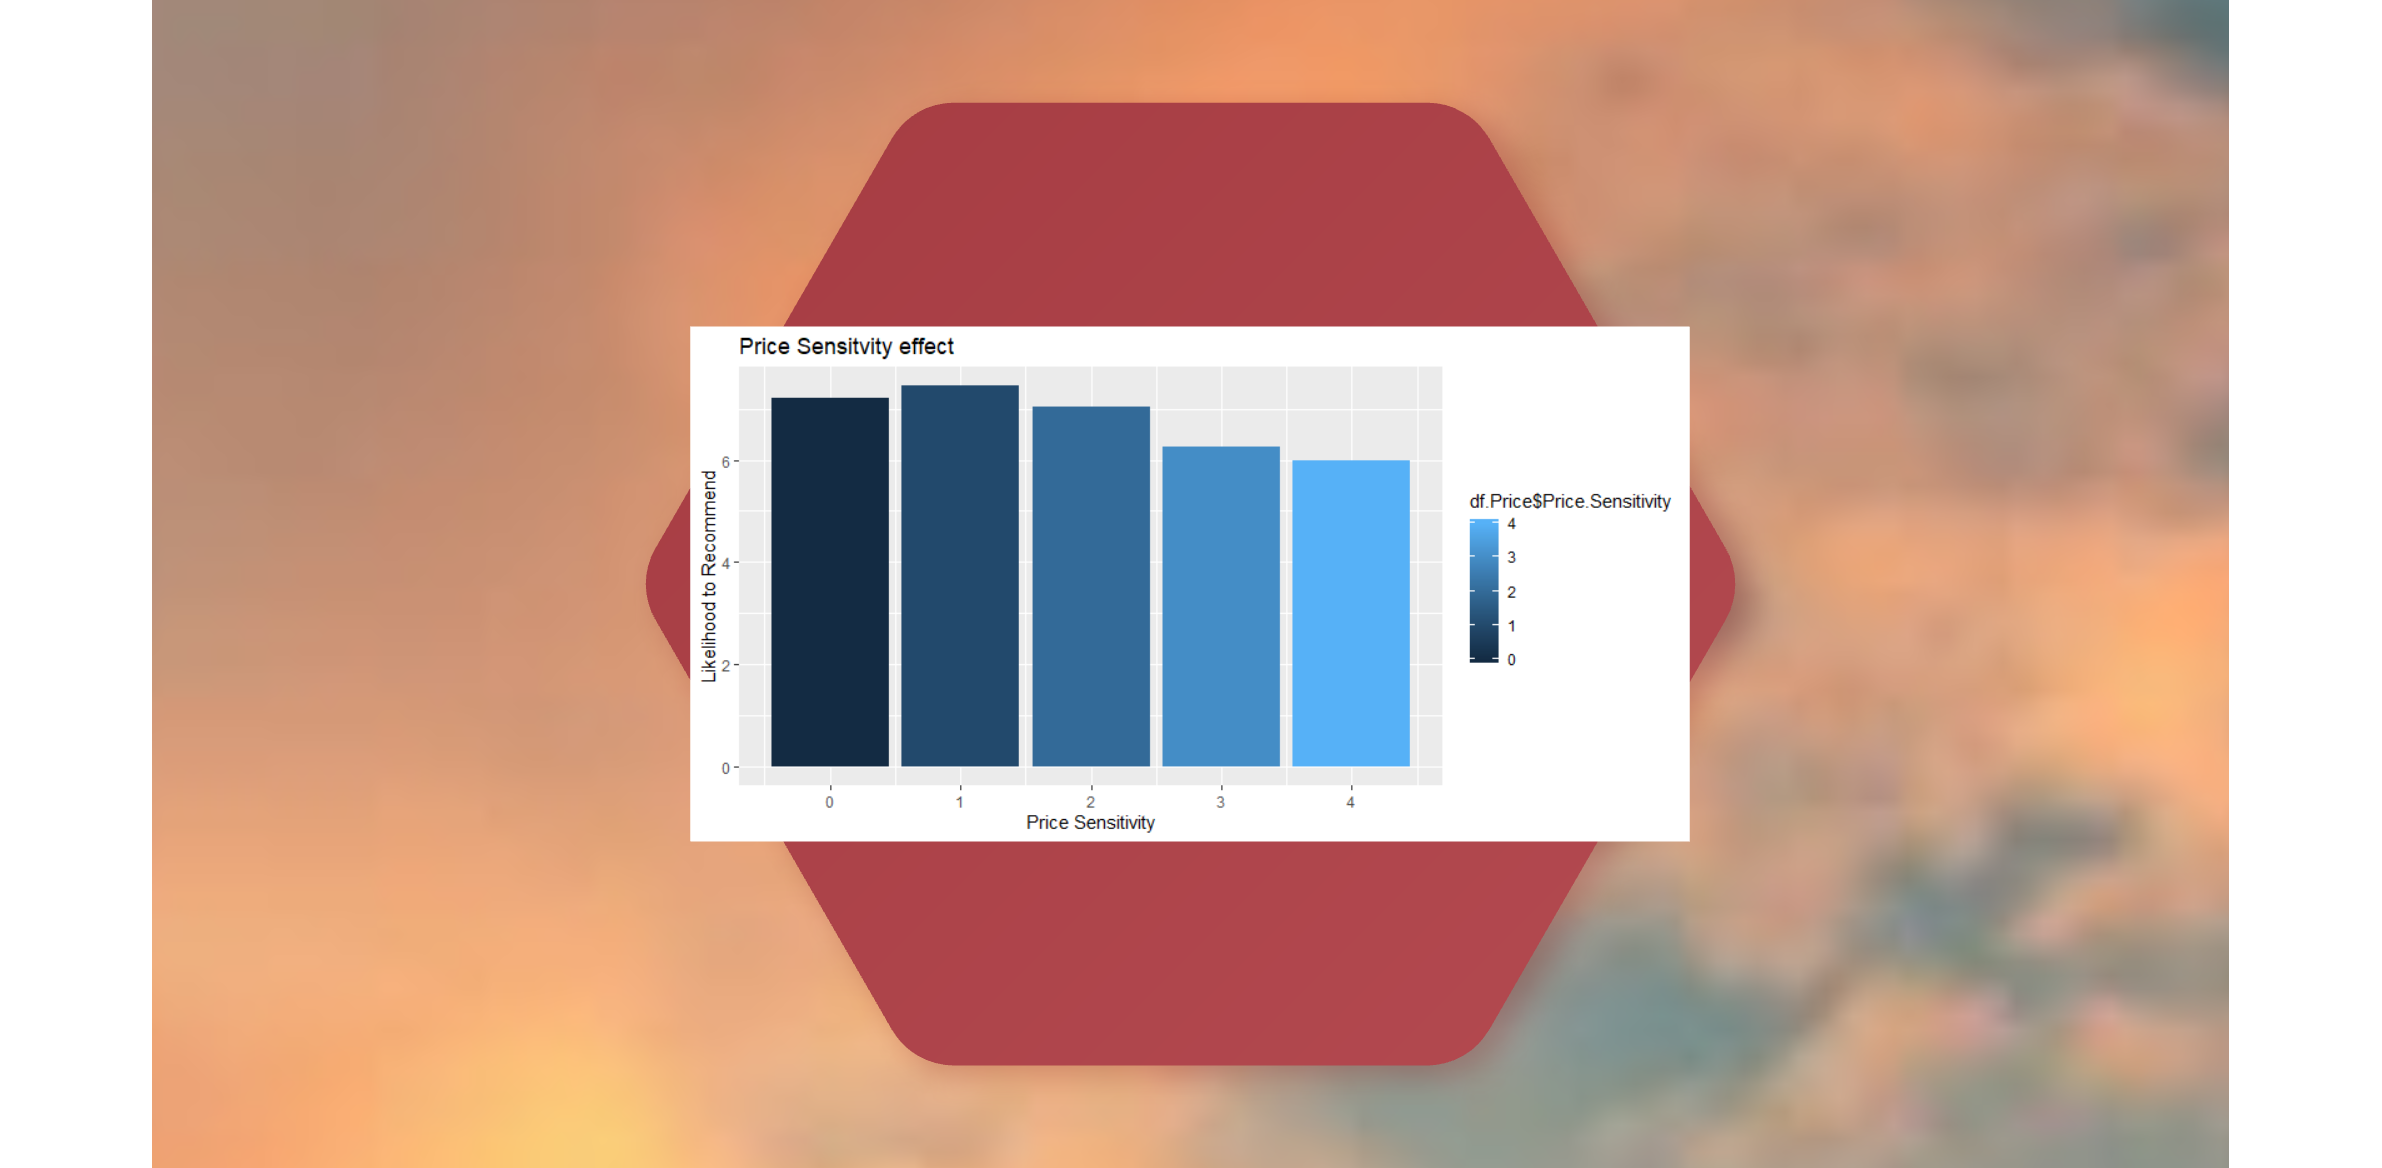 Price Sensitvity effect
Likelihood to Recommend
6
4
2
0
0 1 2 3 4
Price Sensitivity
df.Price$Price.Sensitivity
4
3
2
1
0